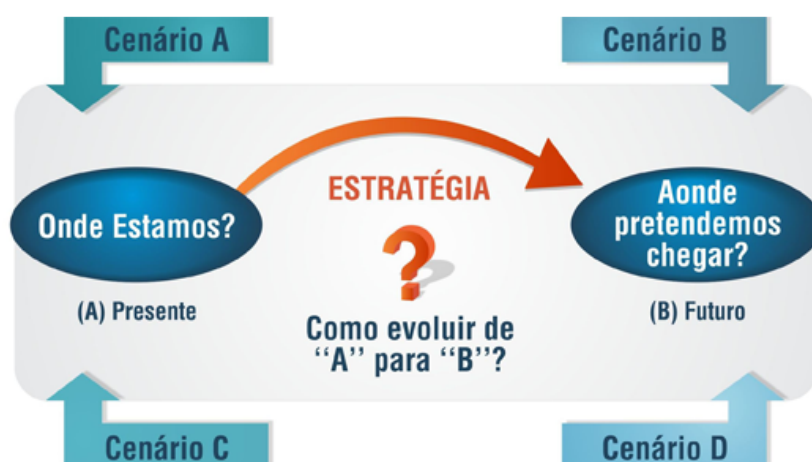 Cenário A
Cenário B
ESTRATÉGIA
Onde Estamos?
Aonde
pretendemos
chegar?
?
(A) Presente
(B) Futuro
Como evoluir de
“A” para “B”?
Cenário C
Cenário D